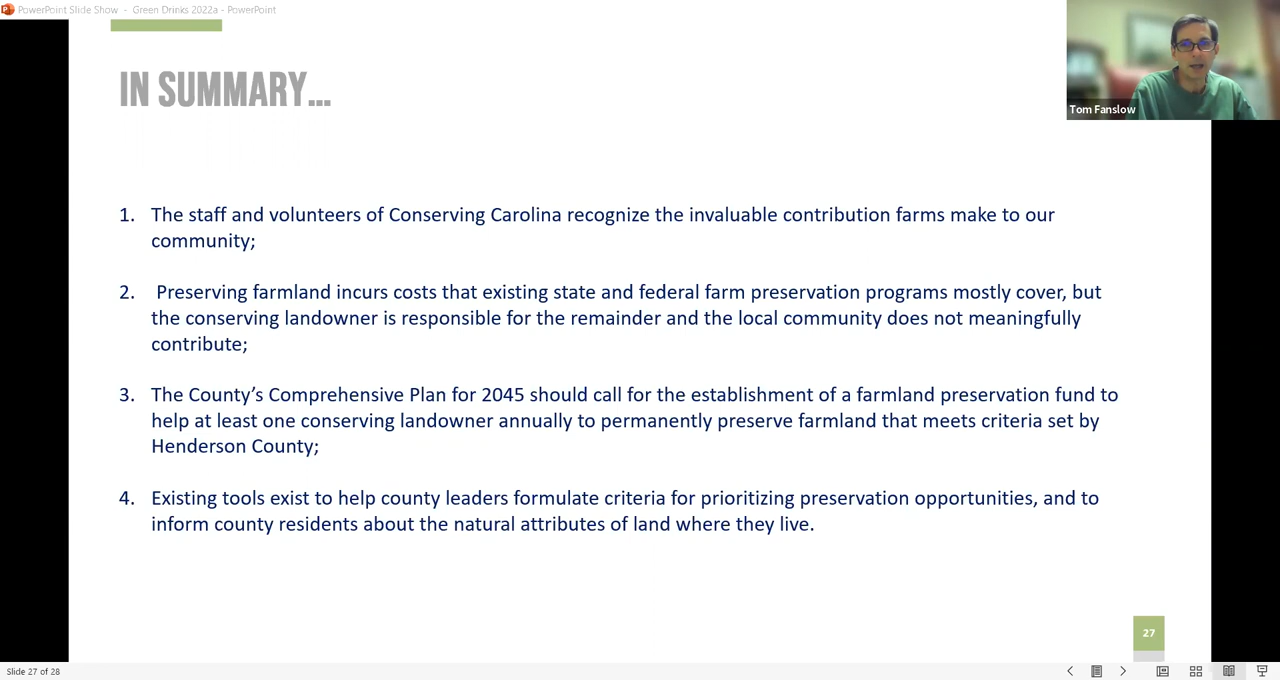 PowerPoint Slide Show - Green Drinks 2022a - PowerPoint
Tom Fanslow
IN SUMMARY...
1. The staff and volunteers of Conserving Carolina recognize the invaluable contribution farms make to our
community;
2. Preserving farmland incurs costs that existing state and federal farm preservation programs mostly cover, but
the conserving landowner is responsible for the remainder and the local community does not meaningfully
contribute;
3. The County's Comprehensive Plan for 2045 should call for the establishment of a farmland preservation fund to
help at least one conserving landowner annually to permanently preserve farmland that meets criteria set by
Henderson County;
4. Existing tools exist to help county leaders formulate criteria for prioritizing preservation opportunities, and to
inform county residents about the natural attributes of land where they live.
27
Slide 27 of 28